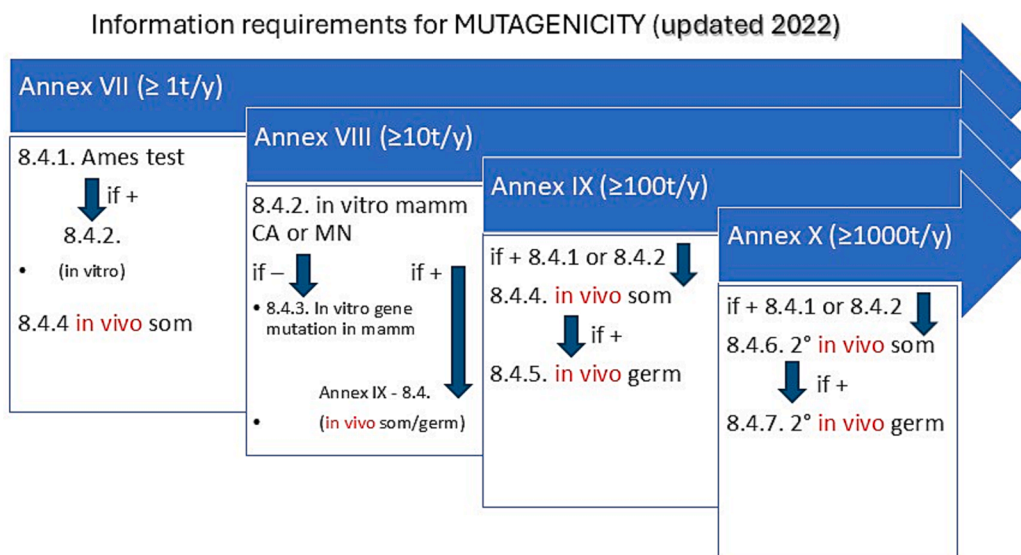 Information requirements for MUTAGENICITY (updated 2022)
Annex VII (≥ 1t/y)
8.4.1. Ames test
if +
8.4.2.
• (in vitro)
8.4.4 in vivo som
Annex VIII (≥10t/y)
8.4.2. in vitro mamm
CA or MN
if –
if +
• 8.4.3. In vitro gene
mutation in mamm
Annex IX - 8.4.
• (in vivo som/germ)
Annex IX (≥100t/y)
if + 8.4.1 or 8.4.2
8.4.4. in vivo som
if +
8.4.5. in vivo germ
Annex X (≥1000t/y)
if + 8.4.1 or 8.4.2
8.4.6. 2° in vivo som
if +
8.4.7. 2° in vivo germ